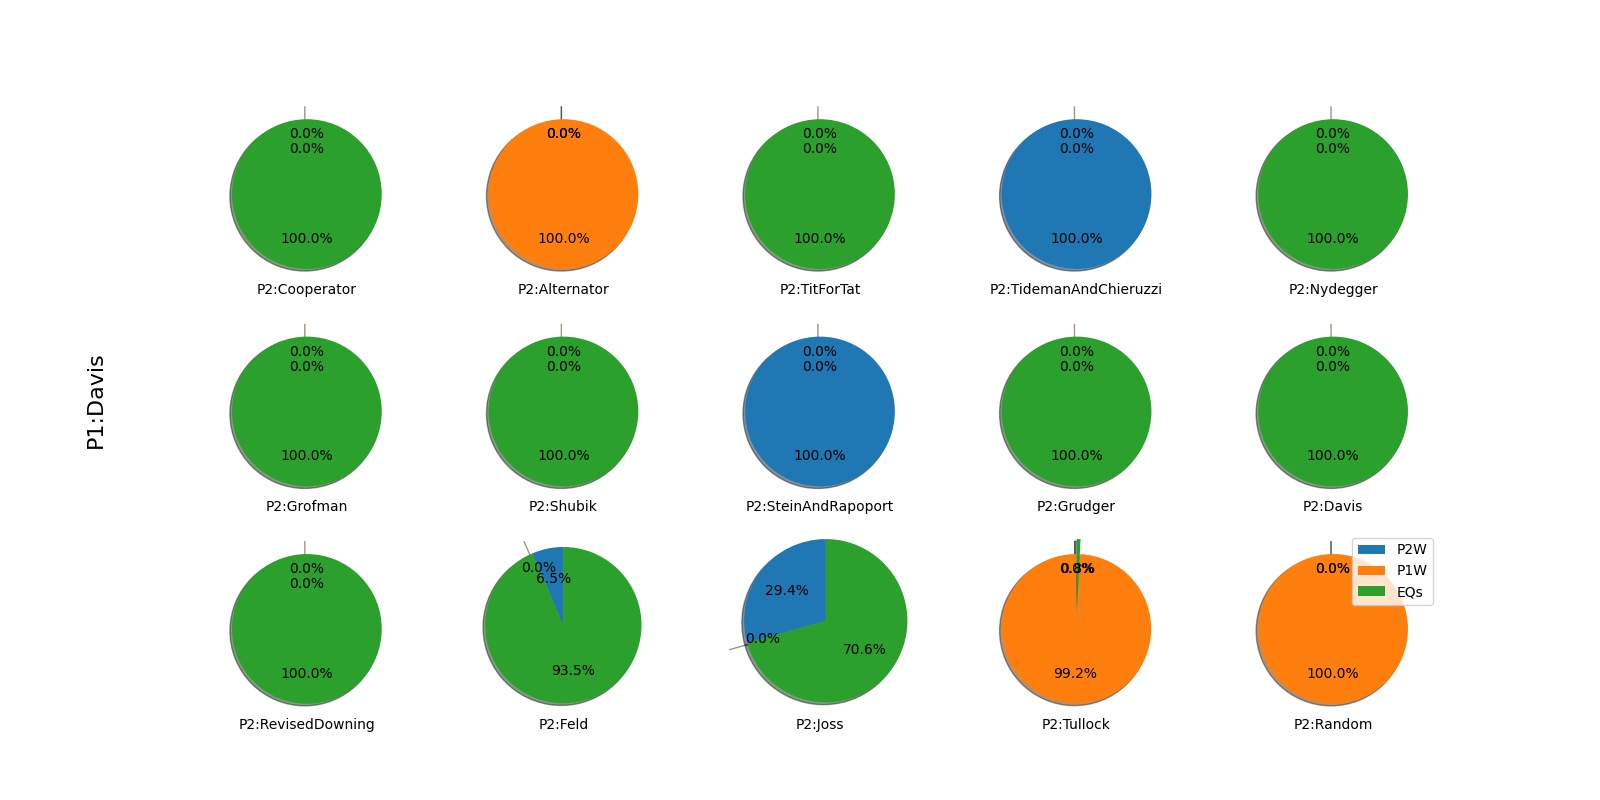 0.0%
0.0%
100.0%
P2:Cooperator
0.0%
100.0%
P2:Alternator
0.0%
0.0%
100.0%
P2:TitForTat
0.0%
0.0%
100.0%
P2:TidemanAndChieruzzi
0.0%
0.0%
100.0%
P2:Nydegger
P1:Davis
0.0%
0.0%
100.0%
P2:Grofman
0.0%
0.0%
100.0%
P2:Shubik
0.0%
0.0%
100.0%
P2:SteinAndRapoport
0.0%
0.0%
100.0%
P2:Grudger
0.0%
0.0%
100.0%
P2:Davis
0.0%
0.0%
100.0%
P2:RevisedDowning
0.0%
6.5%
93.5%
P2:Feld
29.4%
0.0%
70.6%
P2:Joss
0.8%
99.2%
P2:Tullock
0.0%
100.0%
P2:Random
P2W
P1W
EQs